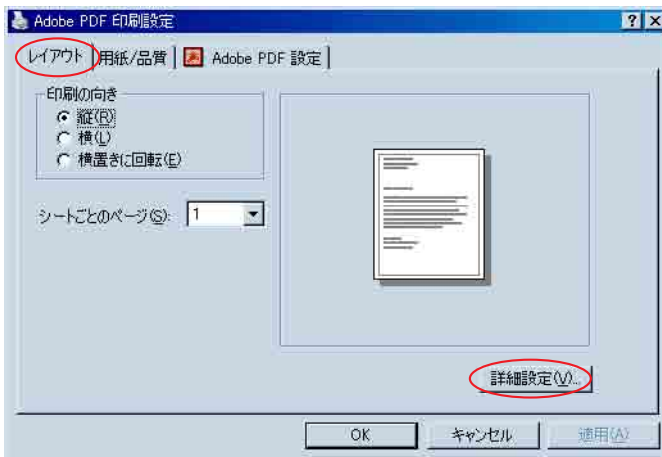 Adobe PDF 印刷設定
レイアウト 用紙/品質 Adobe PDF 設定
印刷の向き
縦(R)
横(L)
横置きに回転(E)
シートごとのページ(S): 1
詳細設定(V)...
OK キャンセル 適用(A)